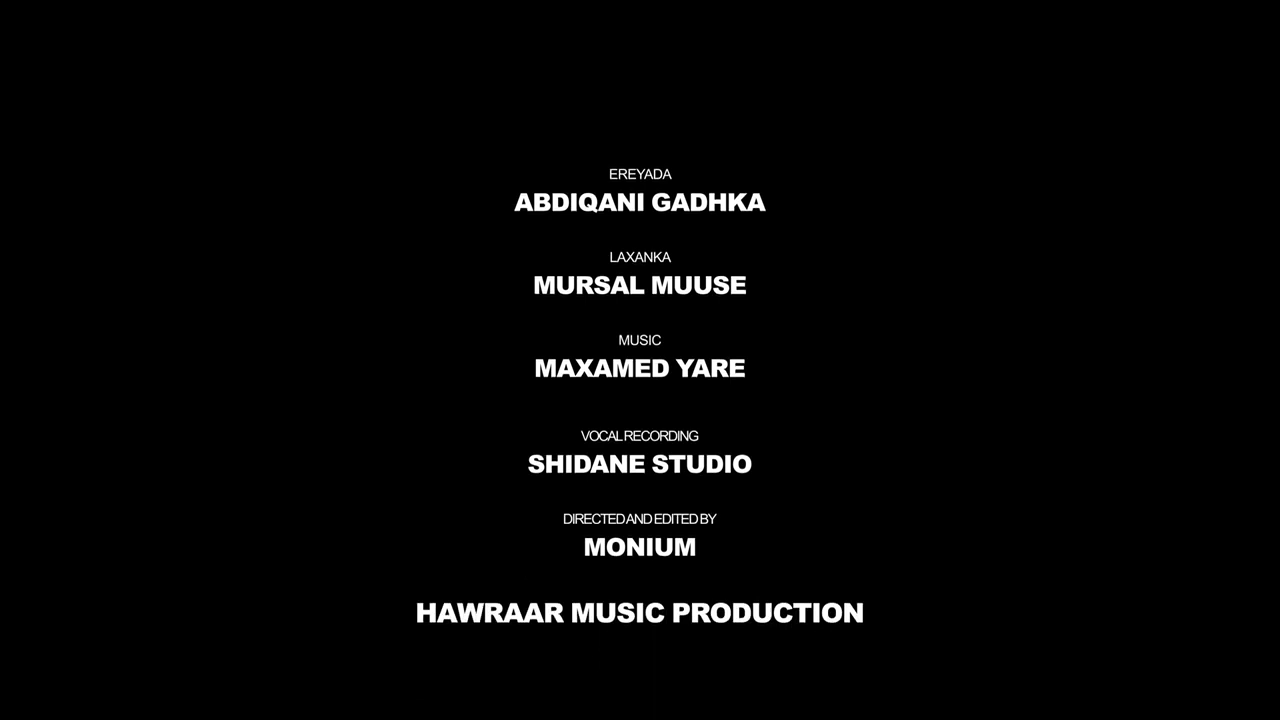 EREYADA
ABDIQANI GADHKA
LAXANKA
MURSAL MUUSE
MUSIC
MAXAMED YARE
VOCAL RECORDING
SHIDANE STUDIO
DIRECTED AND EDITED BY
MONIUM
HAWRAAR MUSIC PRODUCTION